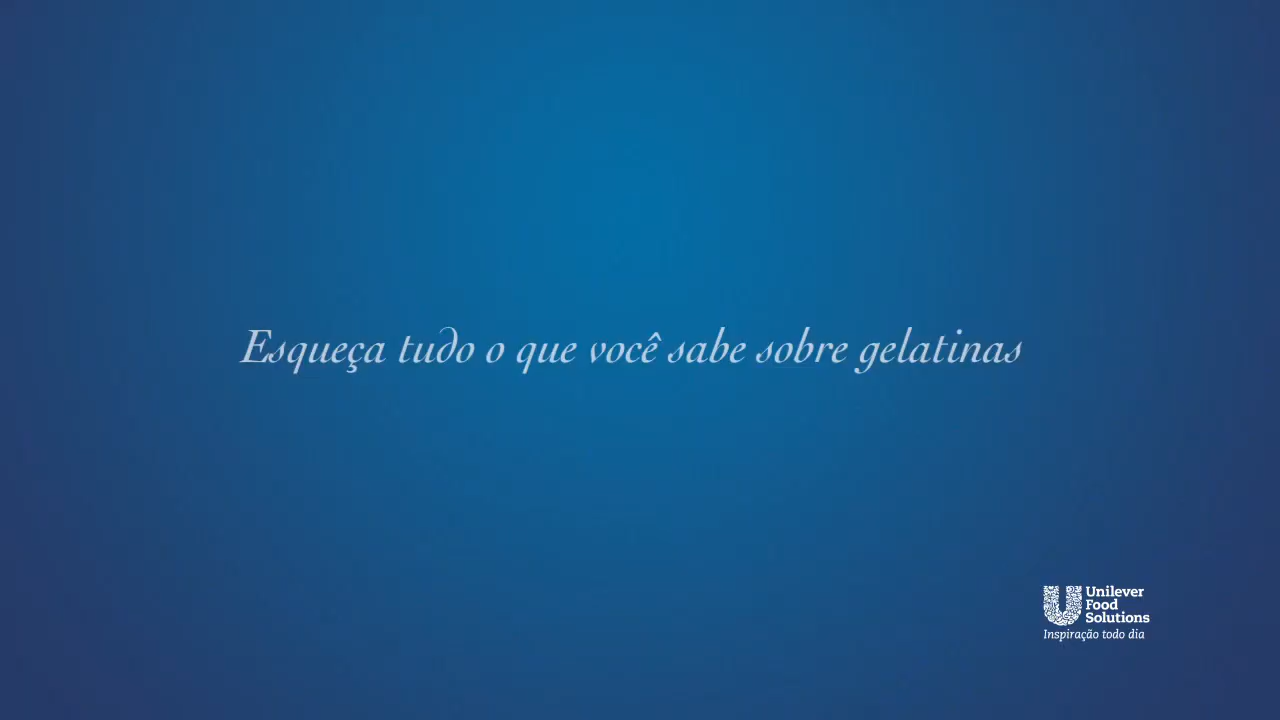 Esqueça tudo o que você sabe sobre gelatinas
Unilever
Food
Solutions
Inspiração todo dia